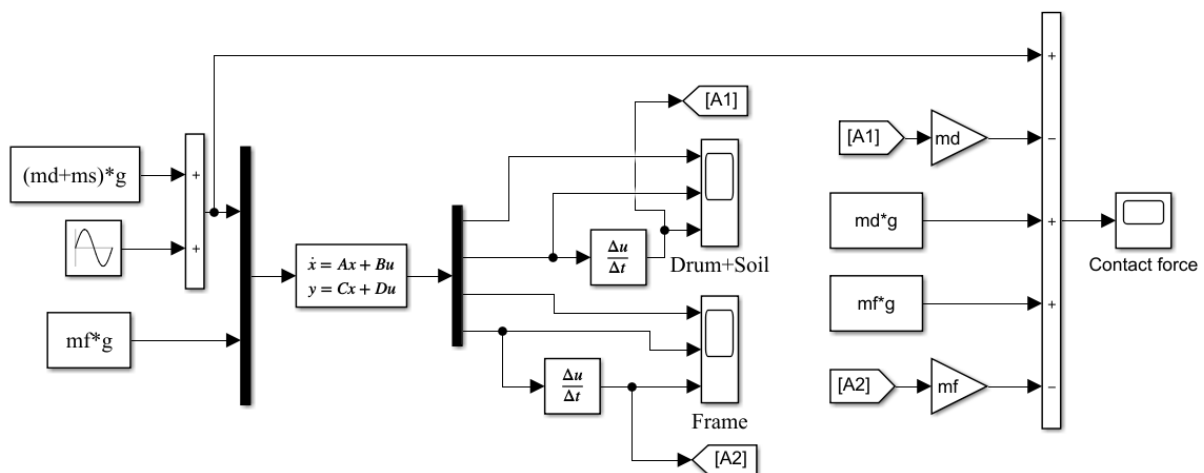 +
[A1]
[A1]
md
−
(md+ms)*g
+
+
md*g
+
Δu
Δt
Drum+Soil
Contact force
ẋ = Ax + Bu
y = Cx + Du
mf*g
+
mf*g
Δu
Δt
[A2]
mf
−
Frame
[A2]